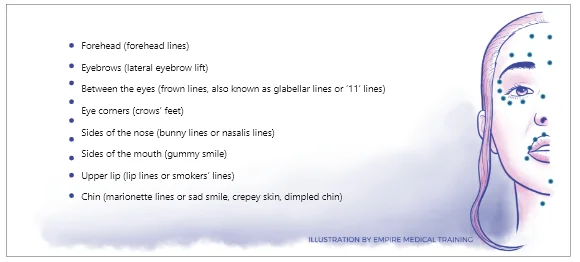 Forehead (forehead lines)
Eyebrows (lateral eyebrow lift)
Between the eyes (frown lines, also known as glabellar lines or '11' lines)
Eye corners (crows' feet)
Sides of the nose (bunny lines or nasalis lines)
Sides of the mouth (gummy smile)
Upper lip (lip lines or smokers' lines)
Chin (marionette lines or sad smile, crepey skin, dimpled chin)
ILLUSTRATION BY EMPIRE MEDICAL TRAINING